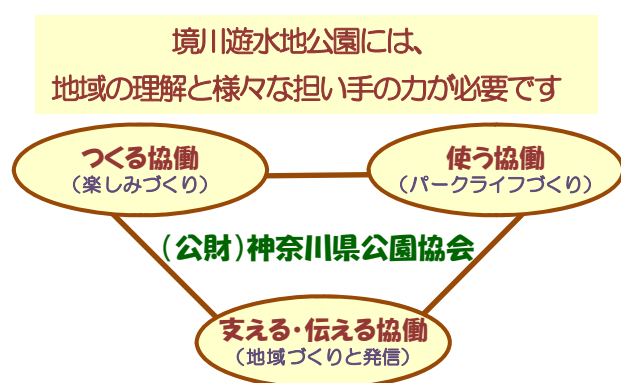 境川遊水地公園には、
地域の理解と様々な担い手の力が必要です
つくる協働
（楽しみづくり）
使う協働
（パークライフづくり）
（公財）神奈川県公園協会
支える・伝える協働
（地域づくりと発信）